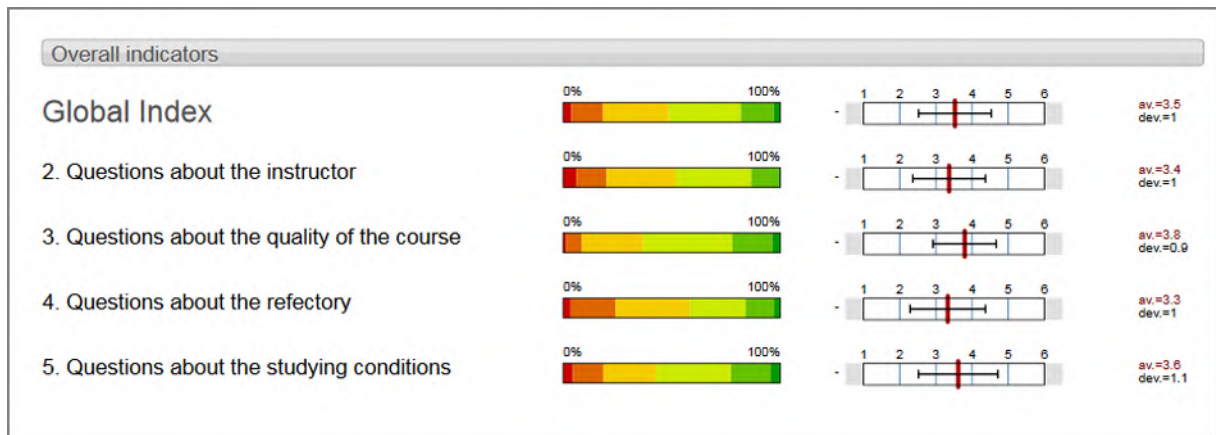 Overall indicators
Global Index
0% 100%
- 1 2 3 4 5 6
av.=3.5
dev.=1
2. Questions about the instructor
0% 100%
- 1 2 3 4 5 6
av.=3.4
dev.=1
3. Questions about the quality of the course
0% 100%
- 1 2 3 4 5 6
av.=3.8
dev.=0.9
4. Questions about the refectory
0% 100%
- 1 2 3 4 5 6
av.=3.3
dev.=1
5. Questions about the studying conditions
0% 100%
- 1 2 3 4 5 6
av.=3.6
dev.=1.1